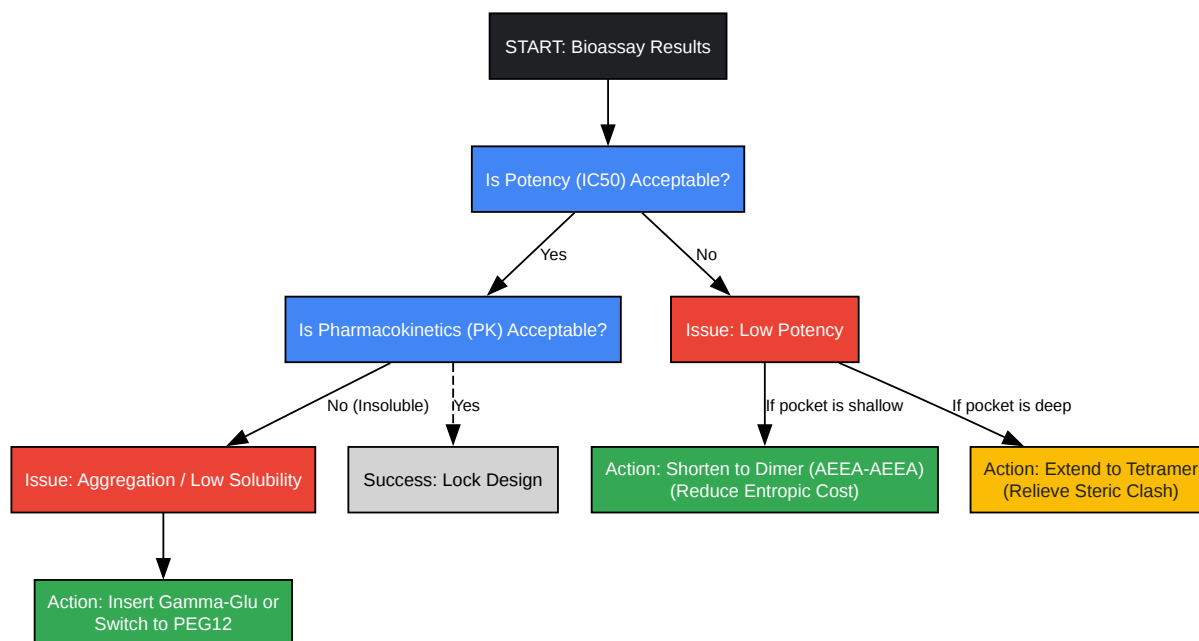 START: Bioassay Results
Is Potency (IC50) Acceptable?
Yes
No
Is Pharmacokinetics (PK) Acceptable?
Issue: Low Potency
No (Insoluble)
Yes
If pocket is shallow
If pocket is deep
Issue: Aggregation / Low Solubility
Success: Lock Design
Action: Shorten to Dimer (AEEA-AEEA)
(Reduce Entropic Cost)
Action: Extend to Tetramer
(Relieve Steric Clash)
Action: Insert Gamma-Glu or
Switch to PEG12